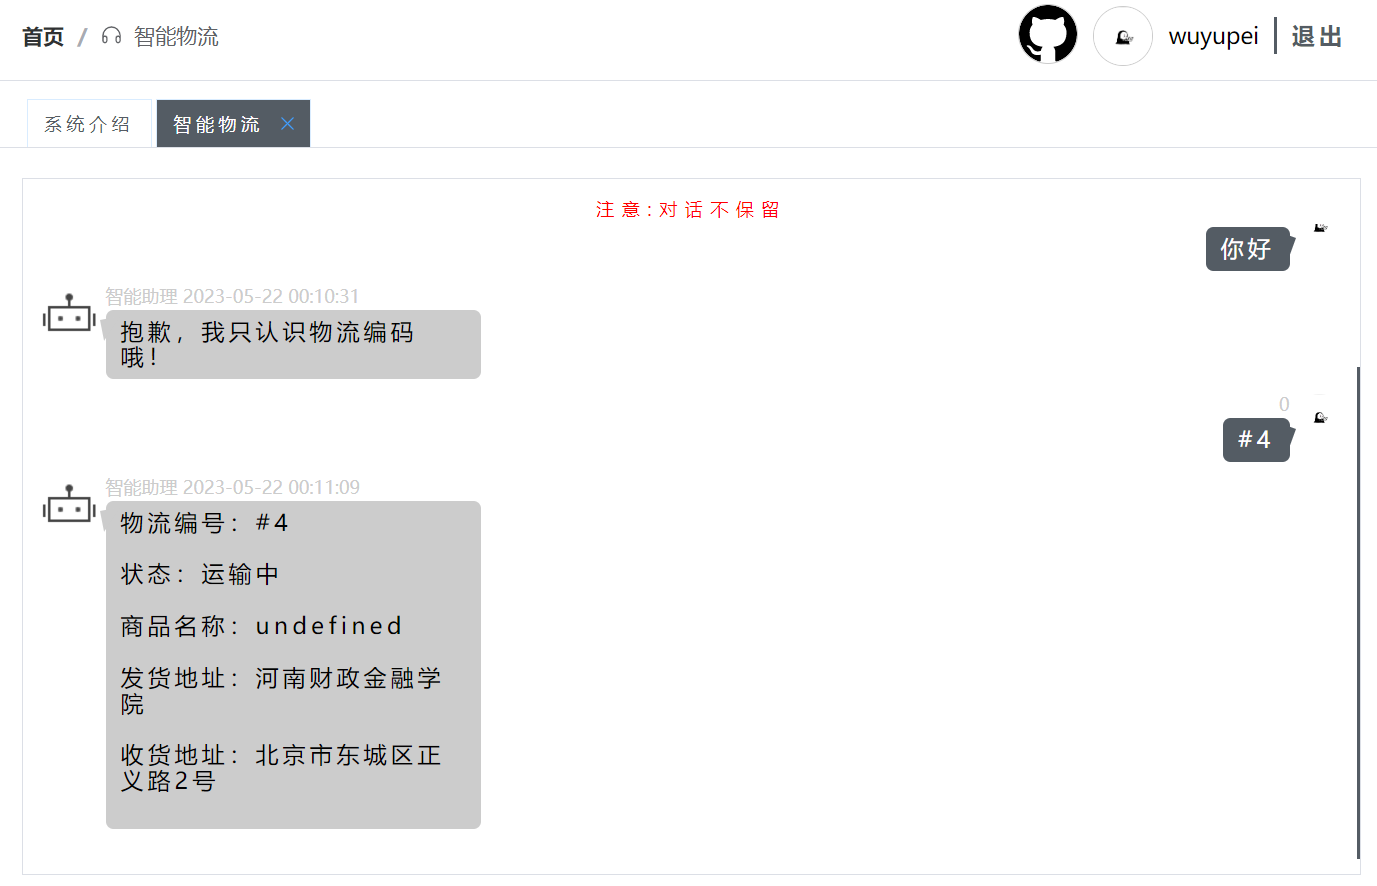 首页 / 智能物流
wuyupei
退出
系统介绍
智能物流
注意:对话不保留
你好
智能助理 2023-05-22 00:10:31
抱歉，我只认识物流编码
哦！
0
#4
智能助理 2023-05-22 00:11:09
物流编号：#4
状态：运输中
商品名称：undefined
发货地址：河南财政金融学
院
收货地址：北京市东城区正
义路2号